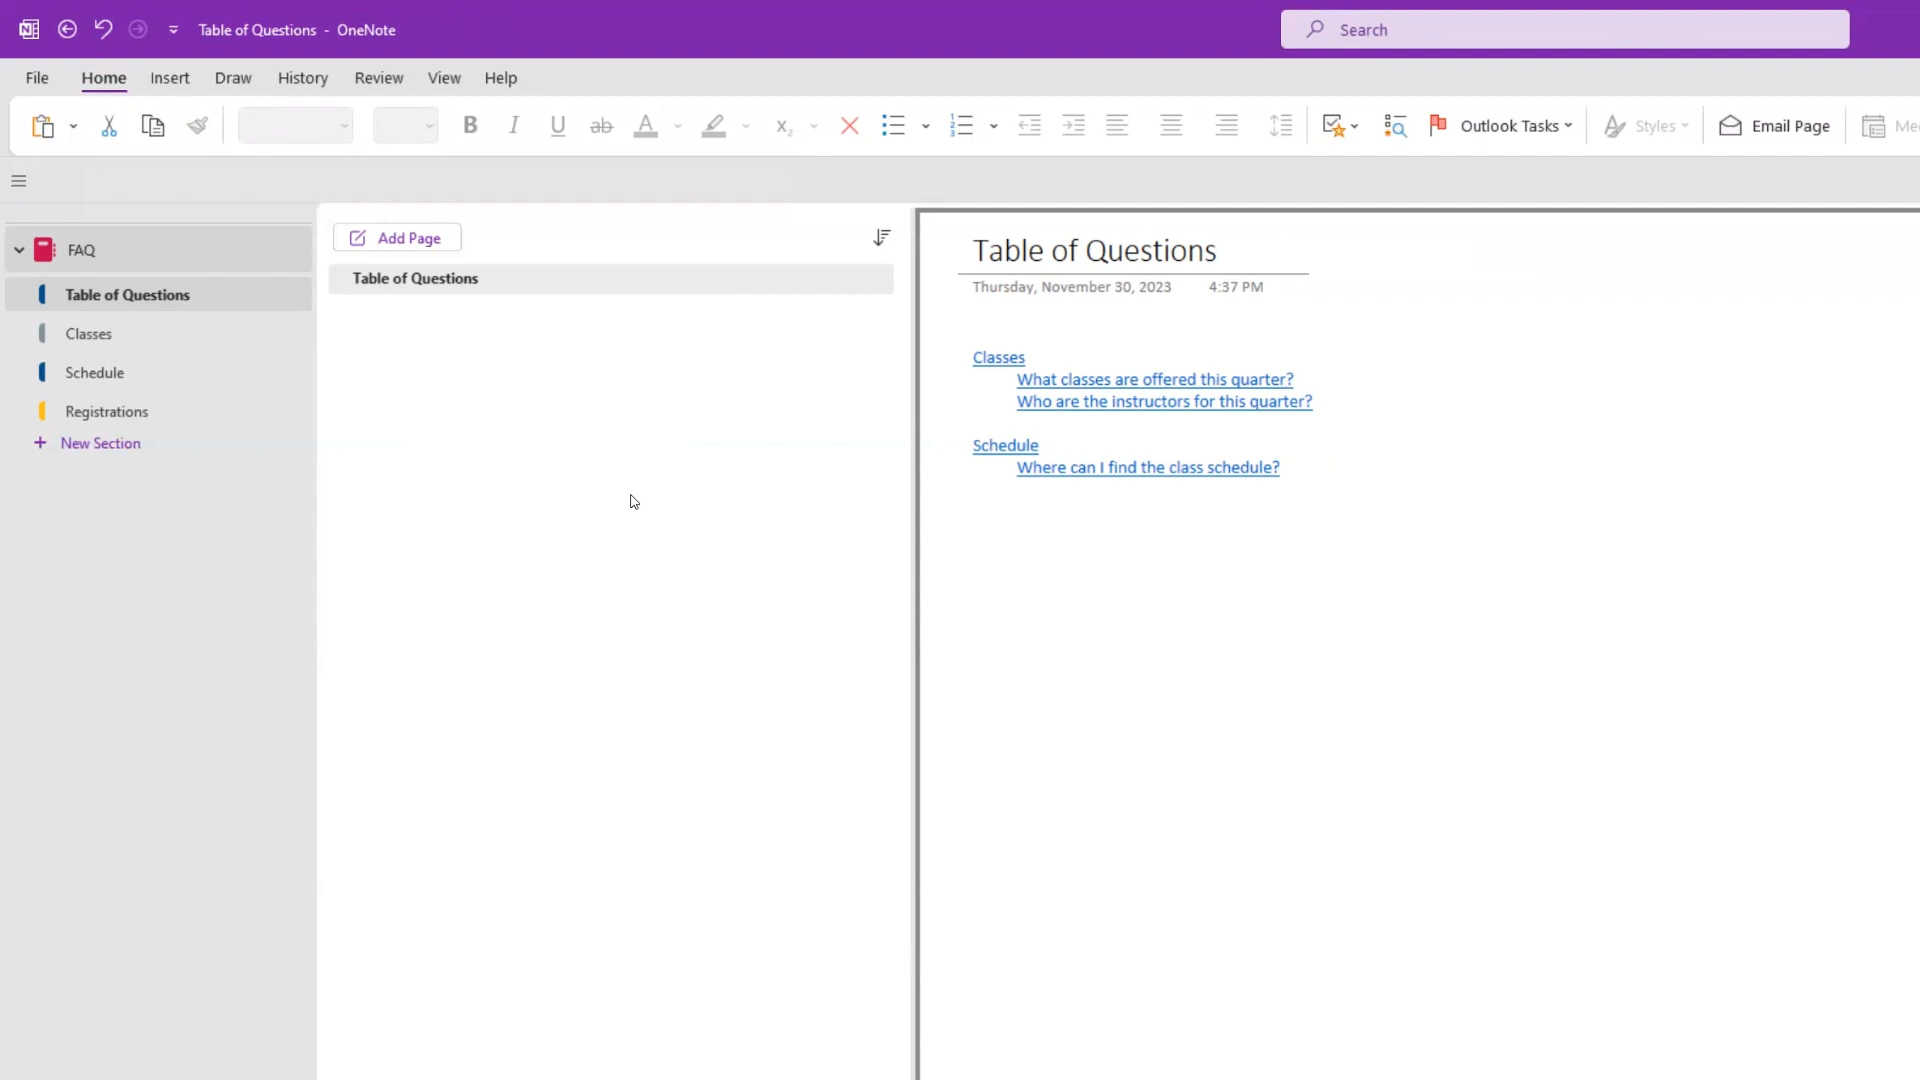 Table of Questions - OneNote
Search
File Home Insert Draw History Review View Help
Outlook Tasks Styles Email Page
Add Page
FAQ
Table of Questions
Classes
Schedule
Registrations
New Section
Table of Questions
Table of Questions
Thursday, November 30, 2023 4:37 PM
Classes
What classes are offered this quarter?
Who are the instructors for this quarter?
Schedule
Where can I find the class schedule?